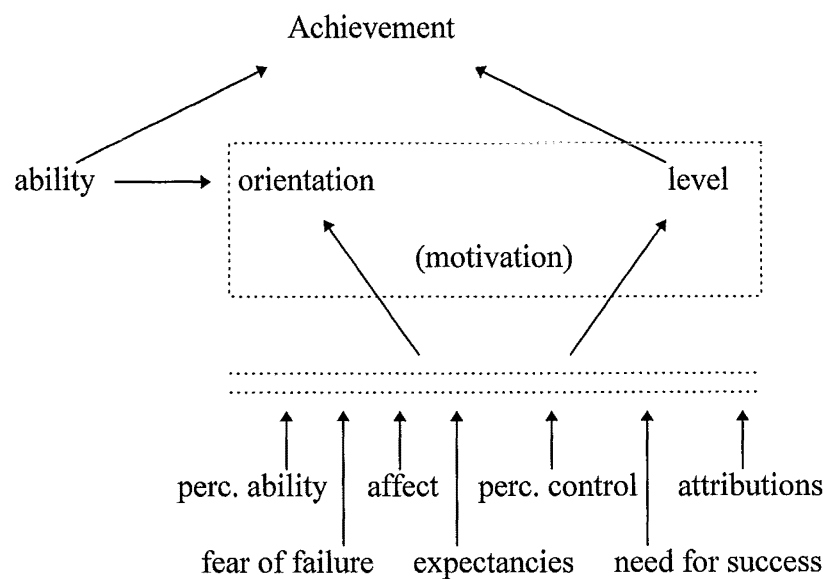 Achievement
ability orientation level
(motivation)
perc. ability affect perc. control attributions
fear of failure expectancies need for success